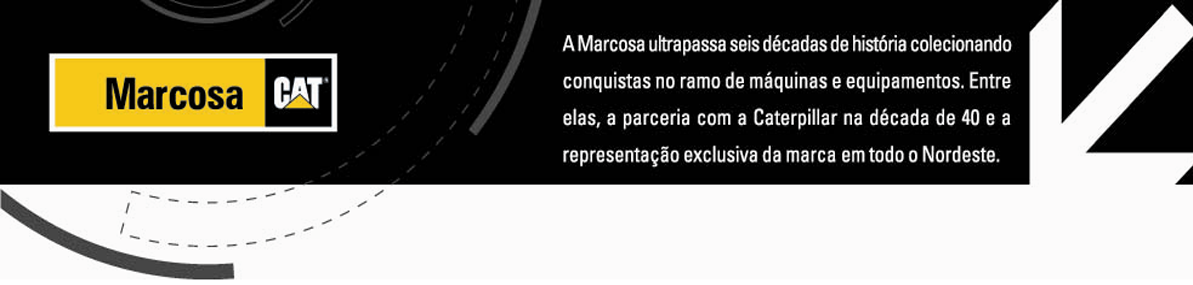 Marcosa CAT®
A Marcosa ultrapassa seis décadas de história colecionando
conquistas no ramo de máquinas e equipamentos. Entre
elas, a parceria com a Caterpillar na década de 40 e a
representação exclusiva da marca em todo o Nordeste.